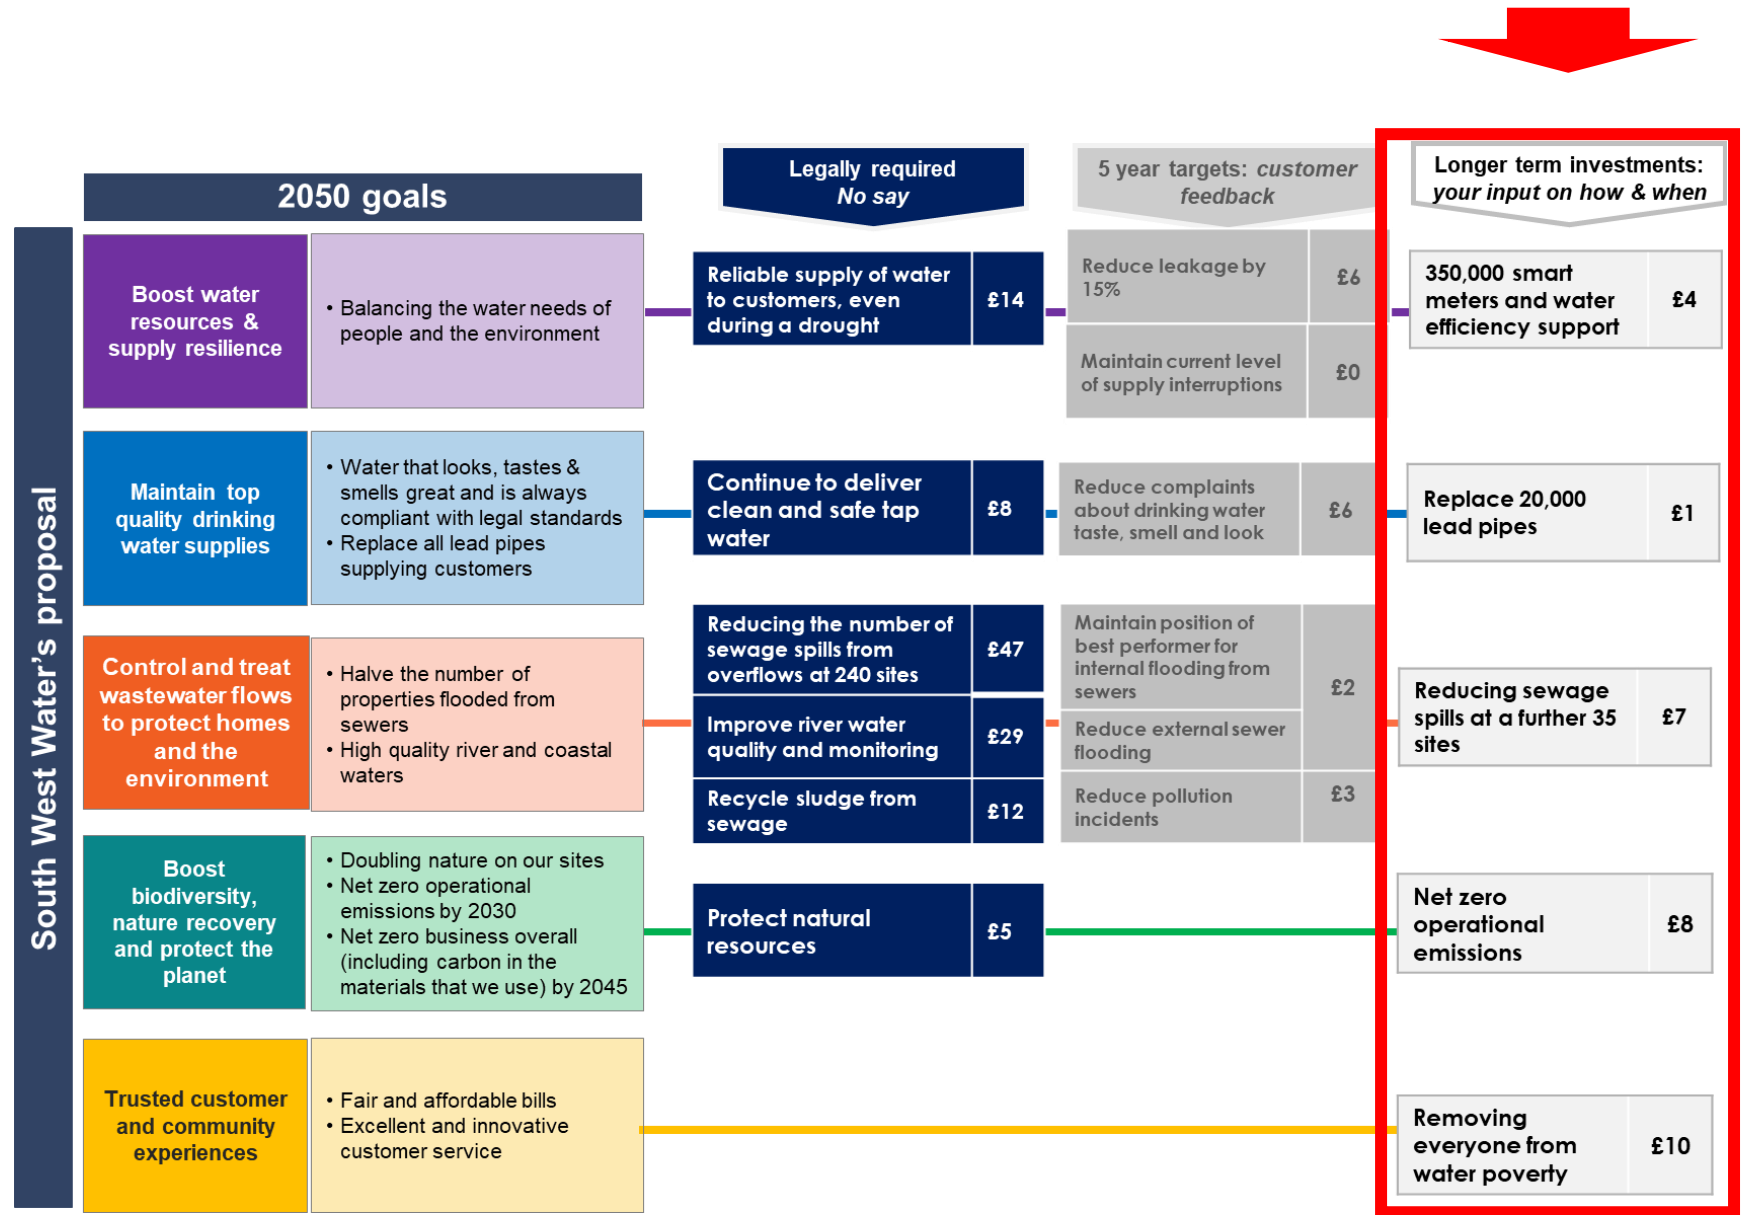 Legally required
No say
5 year targets: customer
feedback
Longer term investments:
your input on how & when
2050 goals
South West Water's proposal
Boost water
resources &
supply resilience
• Balancing the water needs of
people and the environment
Reliable supply of water
to customers, even
during a drought
£14
Reduce leakage by
15%
£6
Maintain current level
of supply interruptions
£0
350,000 smart
meters and water
efficiency support
£4
Maintain top
quality drinking
water supplies
• Water that looks, tastes &
smells great and is always
compliant with legal standards
• Replace all lead pipes
supplying customers
Continue to deliver
clean and safe tap
water
£8
Reduce complaints
about drinking water
taste, smell and look
£6
Replace 20,000
lead pipes
£1
Control and treat
wastewater flows
to protect homes
and the
environment
• Halve the number of
properties flooded from
sewers
• High quality river and coastal
waters
Reducing the number of
sewage spills from
overflows at 240 sites
£47
Improve river water
quality and monitoring
£29
Recycle sludge from
sewage
£12
Maintain position of
best performer for
internal flooding from
sewers
£2
Reduce external sewer
flooding
Reduce pollution
incidents
£3
Reducing sewage
spills at a further 35
sites
£7
Boost
biodiversity,
nature recovery
and protect the
planet
• Doubling nature on our sites
• Net zero operational
emissions by 2030
• Net zero business overall
(including carbon in the
materials that we use) by 2045
Protect natural
resources
£5
Net zero
operational
emissions
£8
Trusted customer
and community
experiences
• Fair and affordable bills
• Excellent and innovative
customer service
Removing
everyone from
water poverty
£10